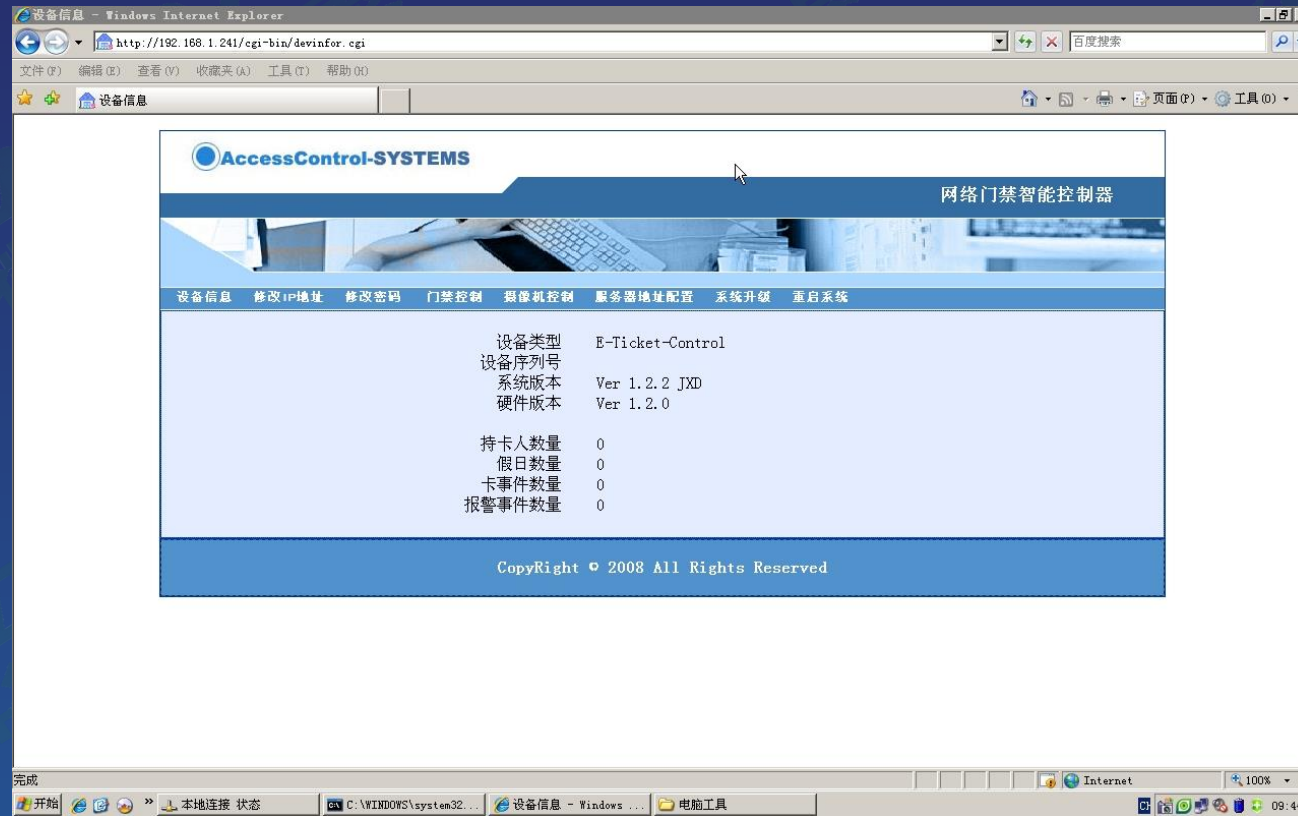 设备信息 - Windows Internet Explorer
http://192.168.1.241/cgi-bin/devinfor.cgi
百度搜索
文件(F) 编辑(E) 查看(V) 收藏夹(A) 工具(T) 帮助(H)
设备信息
页面(P) 工具(O)
AccessControl-SYSTEMS
网络门禁智能控制器
设备信息 修改IP地址 修改密码 门禁控制 摄像机控制 服务器地址配置 系统升级 重启系统
设备类型 E-Ticket-Control
设备序列号
系统版本 Ver 1.2.2 JXD
硬件版本 Ver 1.2.0
持卡人数量 0
假日数量 0
卡事件数量 0
报警事件数量 0
CopyRight © 2008 All Rights Reserved
完成
Internet
100%
开始 » 本地连接 状态 C:\WINDOWS\system32... 设备信息 - Windows ... 电脑工具
CH